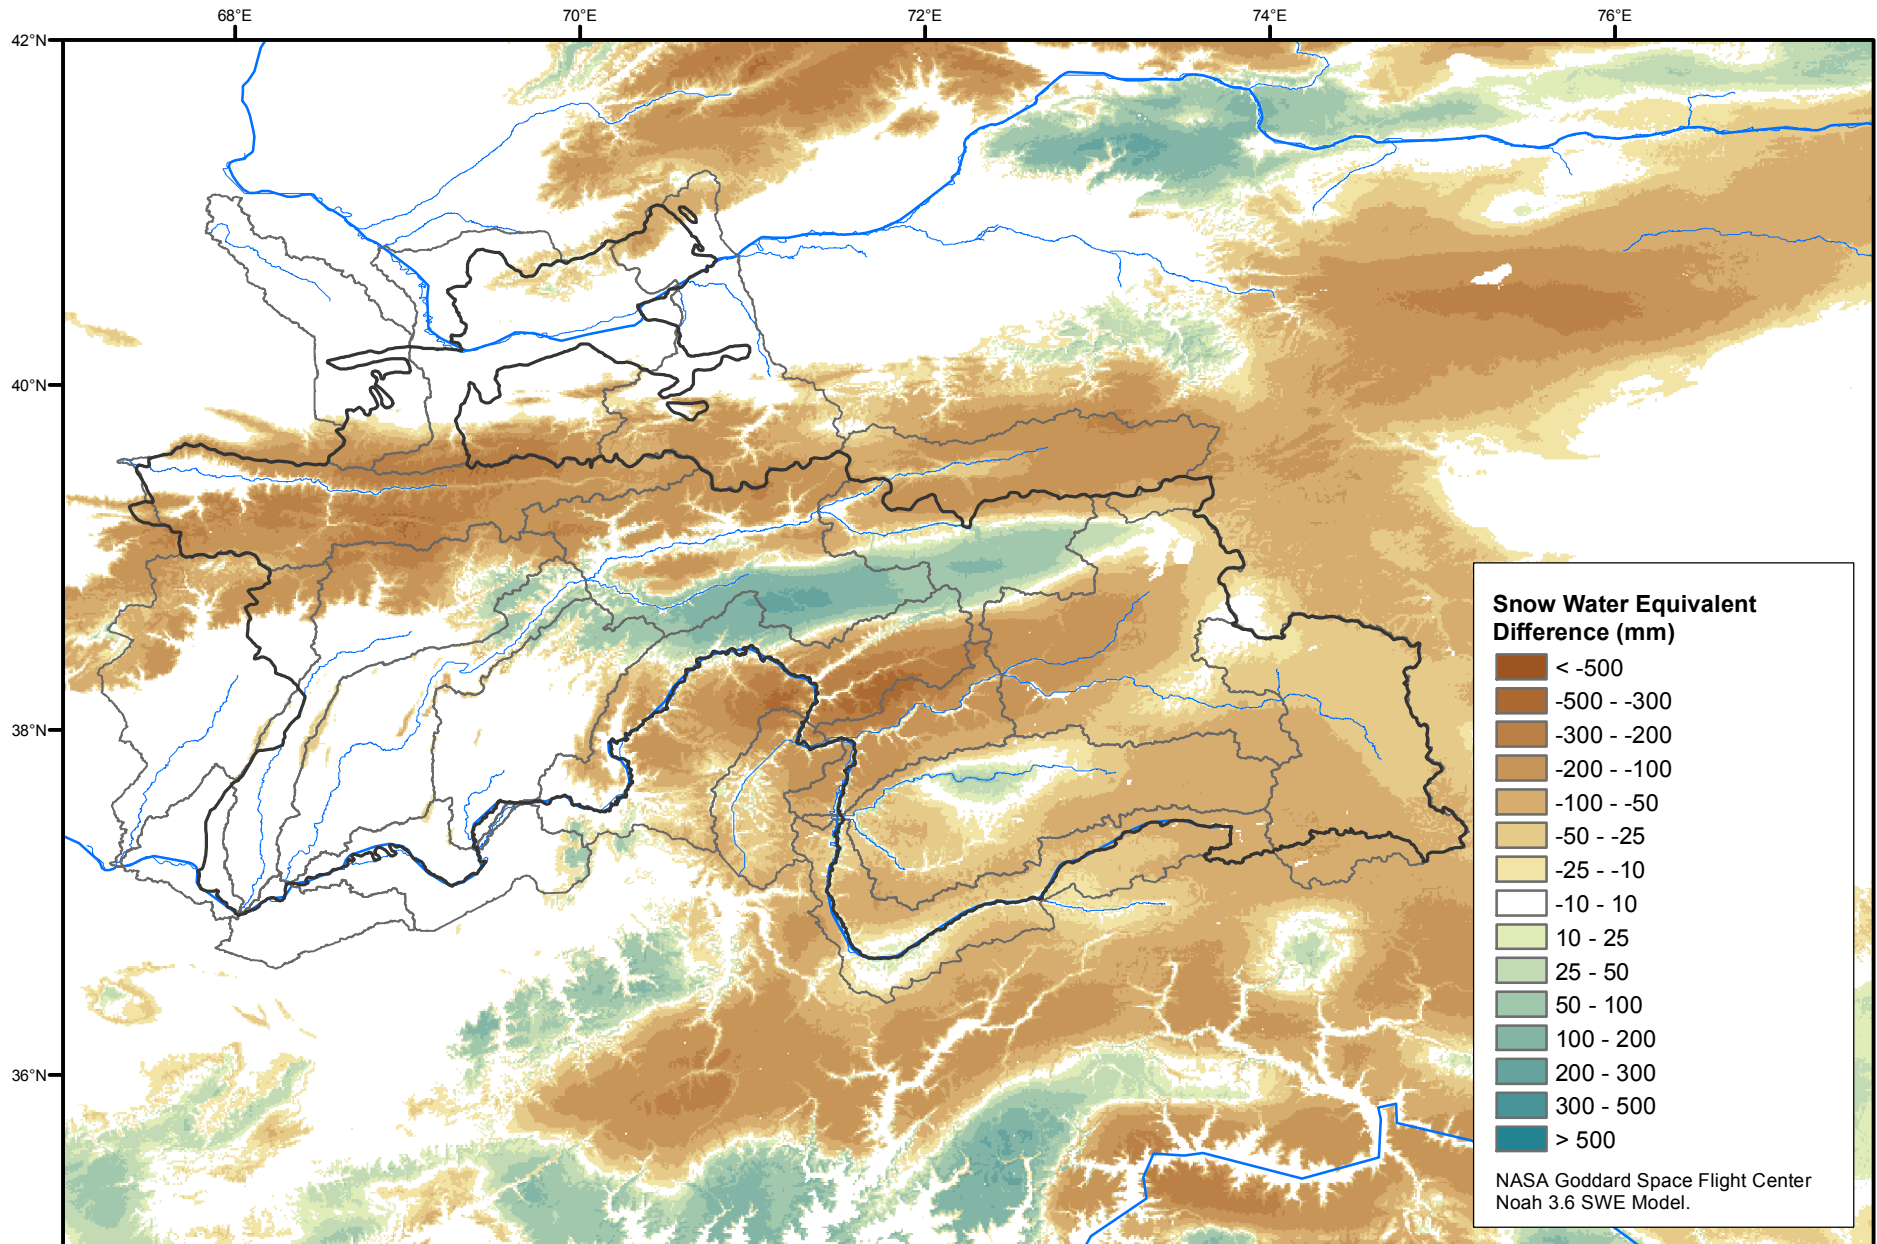 68°E 70°E 72°E 74°E 76°E
42°N
40°N
38°N
36°N
Snow Water Equivalent
Difference (mm)
< -500
-500 - -300
-300 - -200
-200 - -100
-100 - -50
-50 - -25
-25 - -10
-10 - 10
10 - 25
25 - 50
50 - 100
100 - 200
200 - 300
300 - 500
> 500
NASA Goddard Space Flight Center
Noah 3.6 SWE Model.